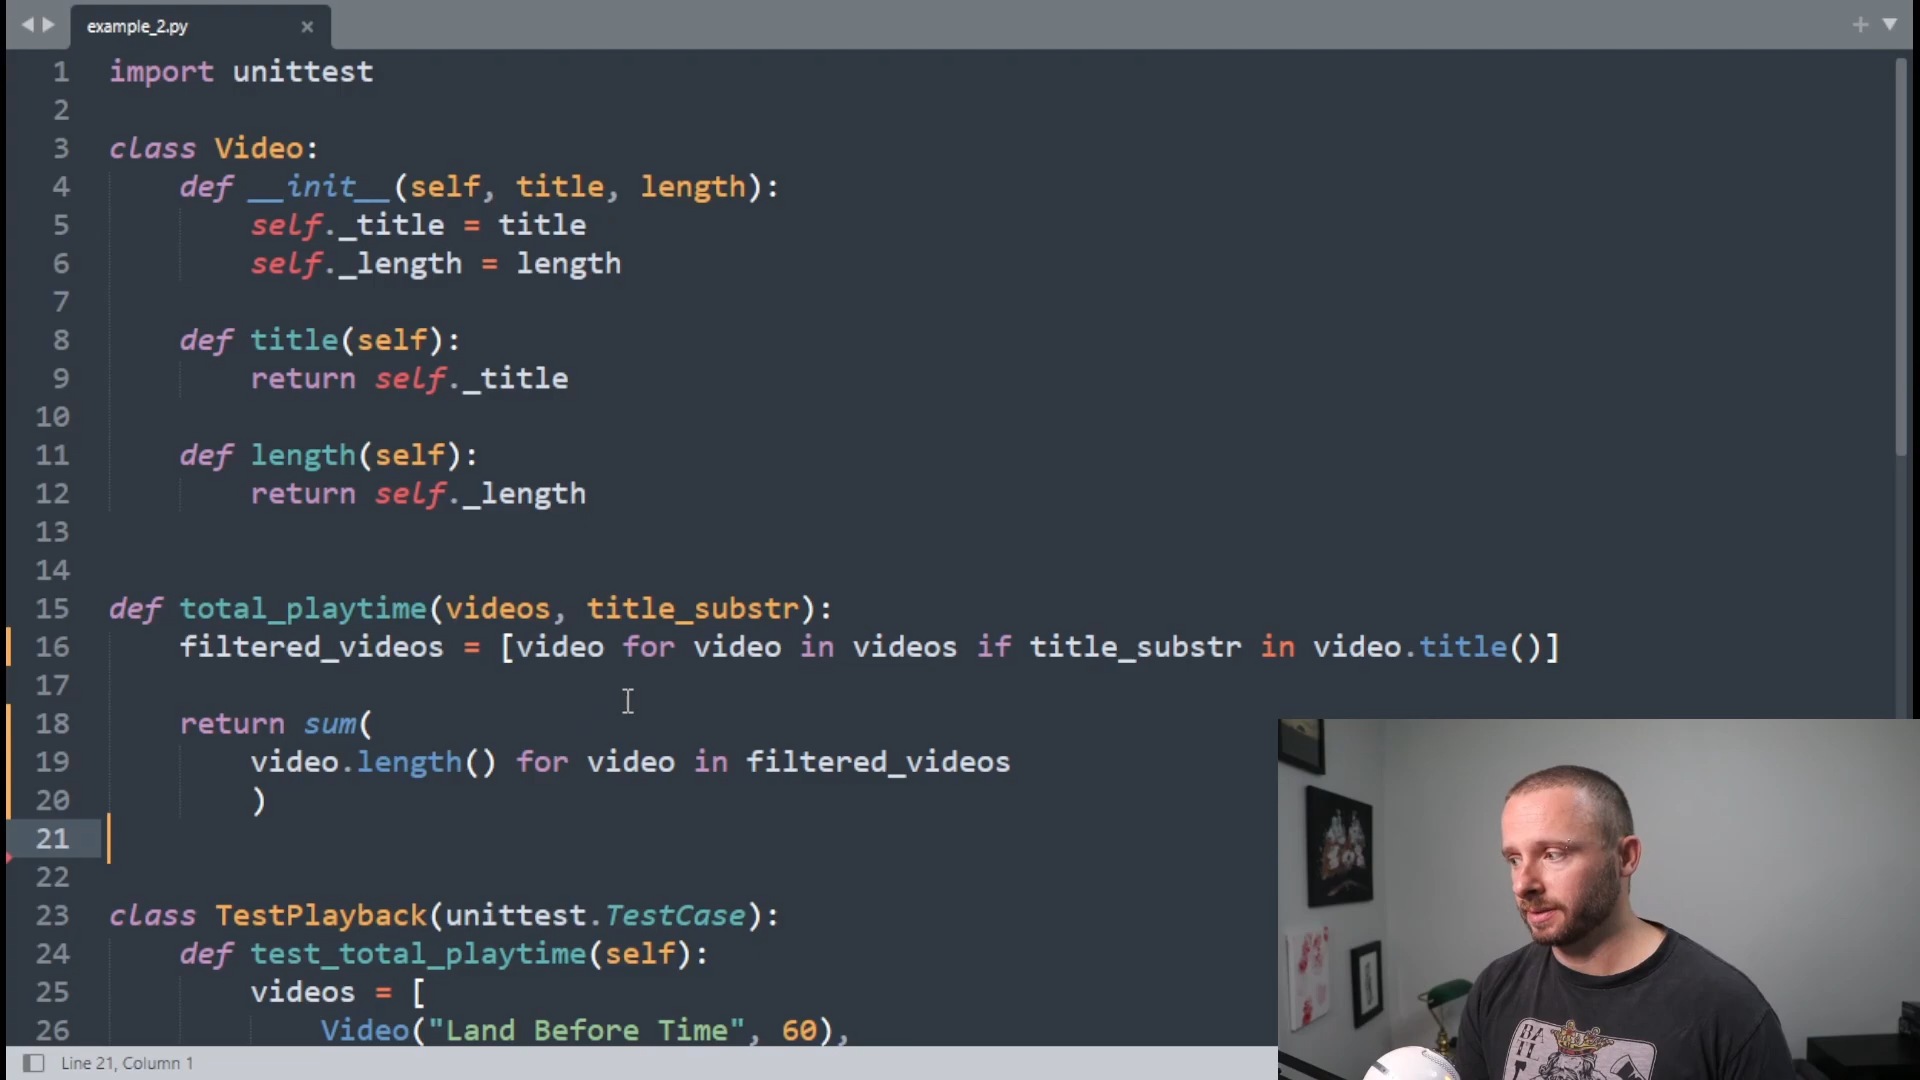 example_2.py
1 import unittest
2
3 class Video:
4 def __init__(self, title, length):
5 self._title = title
6 self._length = length
7
8 def title(self):
9 return self._title
10
11 def length(self):
12 return self._length
13
14
15 def total_playtime(videos, title_substr):
16 filtered_videos = [video for video in videos if title_substr in video.title()]
17
18 return sum(
19 video.length() for video in filtered_videos
20 )
21
22
23 class TestPlayback(unittest.TestCase):
24 def test_total_playtime(self):
25 videos = [
26 Video("Land Before Time", 60),
Line 21, Column 1